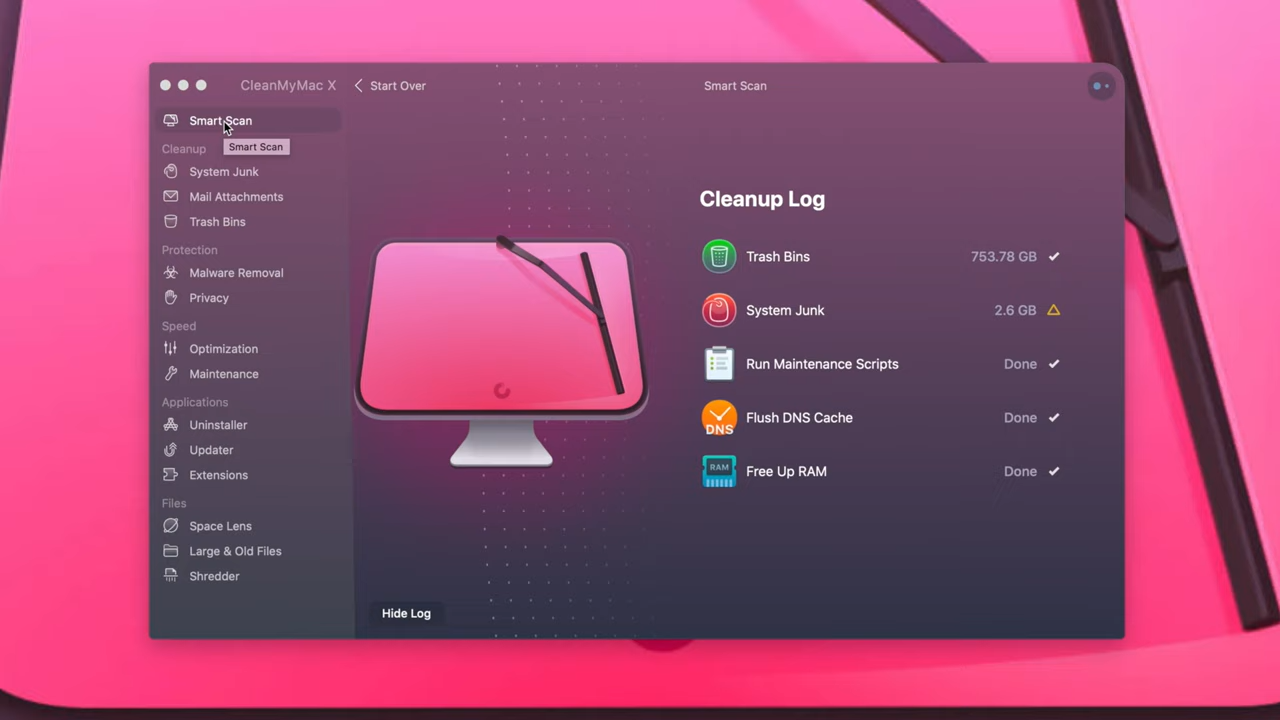 CleanMyMac X
Start Over
Smart Scan
Smart Scan
Smart Scan
Cleanup
System Junk
Mail Attachments
Trash Bins
Protection
Malware Removal
Privacy
Speed
Optimization
Maintenance
Applications
Uninstaller
Updater
Extensions
Files
Space Lens
Large & Old Files
Shredder
Cleanup Log
Trash Bins 753.78 GB
System Junk 2.6 GB
Run Maintenance Scripts Done
DNS Flush DNS Cache Done
RAM Free Up RAM Done
Hide Log